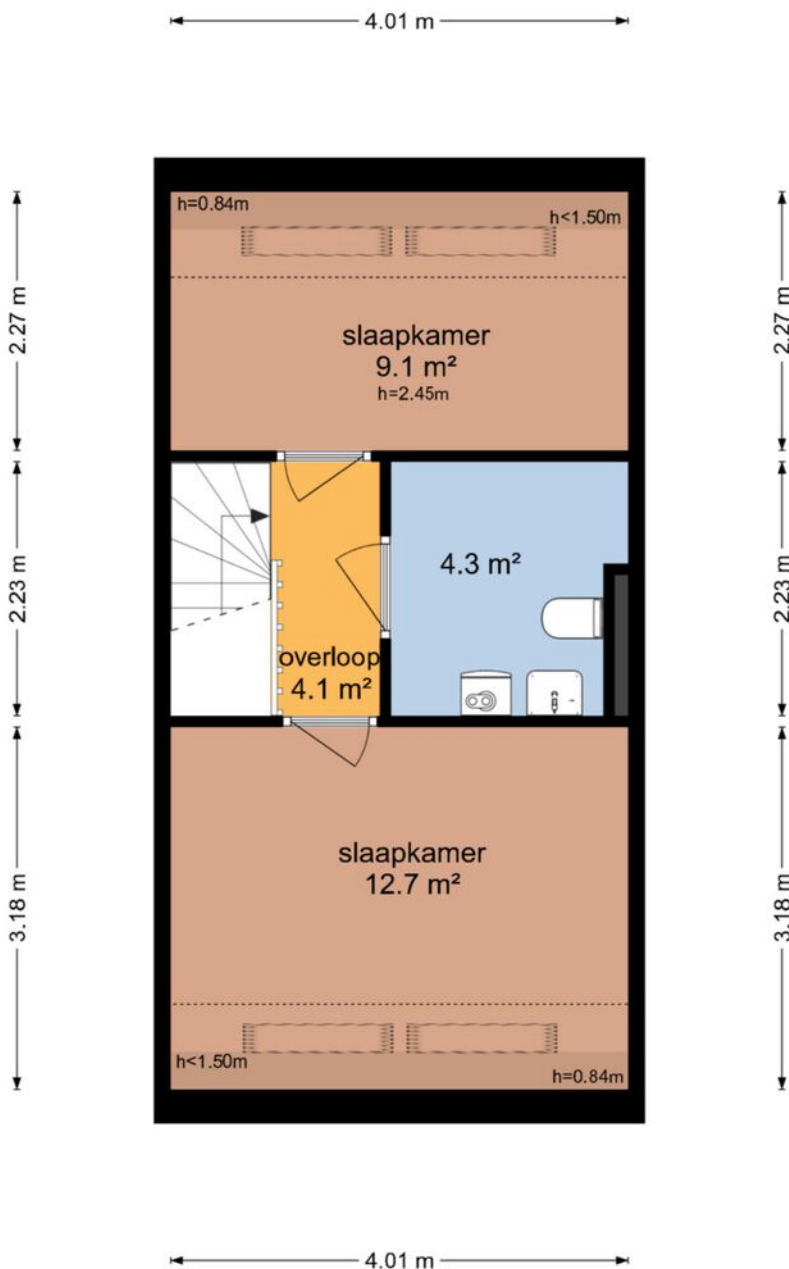 4.01 m
h=0.84m
h<1.50m
2.27 m
2.27 m
slaapkamer
9.1 m²
h=2.45m
2.23 m
2.23 m
4.3 m²
overloop
4.1 m²
3.18 m
3.18 m
slaapkamer
12.7 m²
h<1.50m
h=0.84m
4.01 m